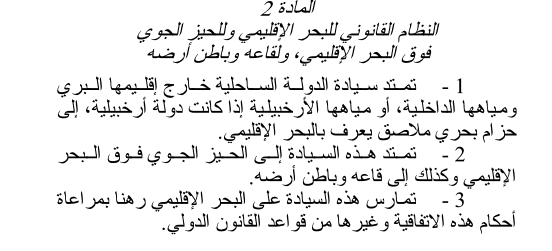 المادة 2
النظام القانوني للبحر الإقليمي وللحيز الجوي
فوق البحر الإقليمي، ولقاعه وباطن أرضه
1 - تمتد سيادة الدولة الساحلية خارج إقليمها البري
ومياهها الداخلية، أو مياهها الأرخبيلية إذا كانت دولة أرخبيلية، إلى
حزام بحري ملاصق يعرف بالبحر الإقليمي.
2 - تمتد هذه السيادة إلى الحيز الجوي فوق البحر
الإقليمي وكذلك إلى قاعه وباطن أرضه.
3 - تمارس هذه السيادة على البحر الإقليمي رهنا بمراعاة
أحكام هذه الاتفاقية وغيرها من قواعد القانون الدولي.